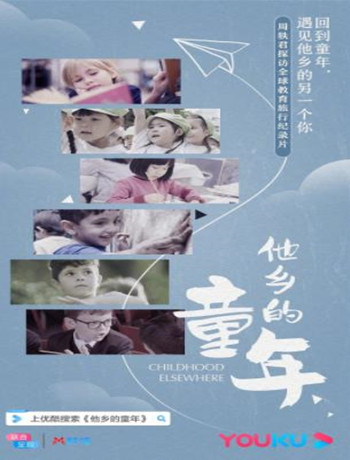 回到童年，
遇见他乡的另一个你
周轶君探访全球教育旅行纪录片
他乡的童年
CHILDHOOD
ELSEWHERE
上优酷搜索《他乡的童年》
YOUKU